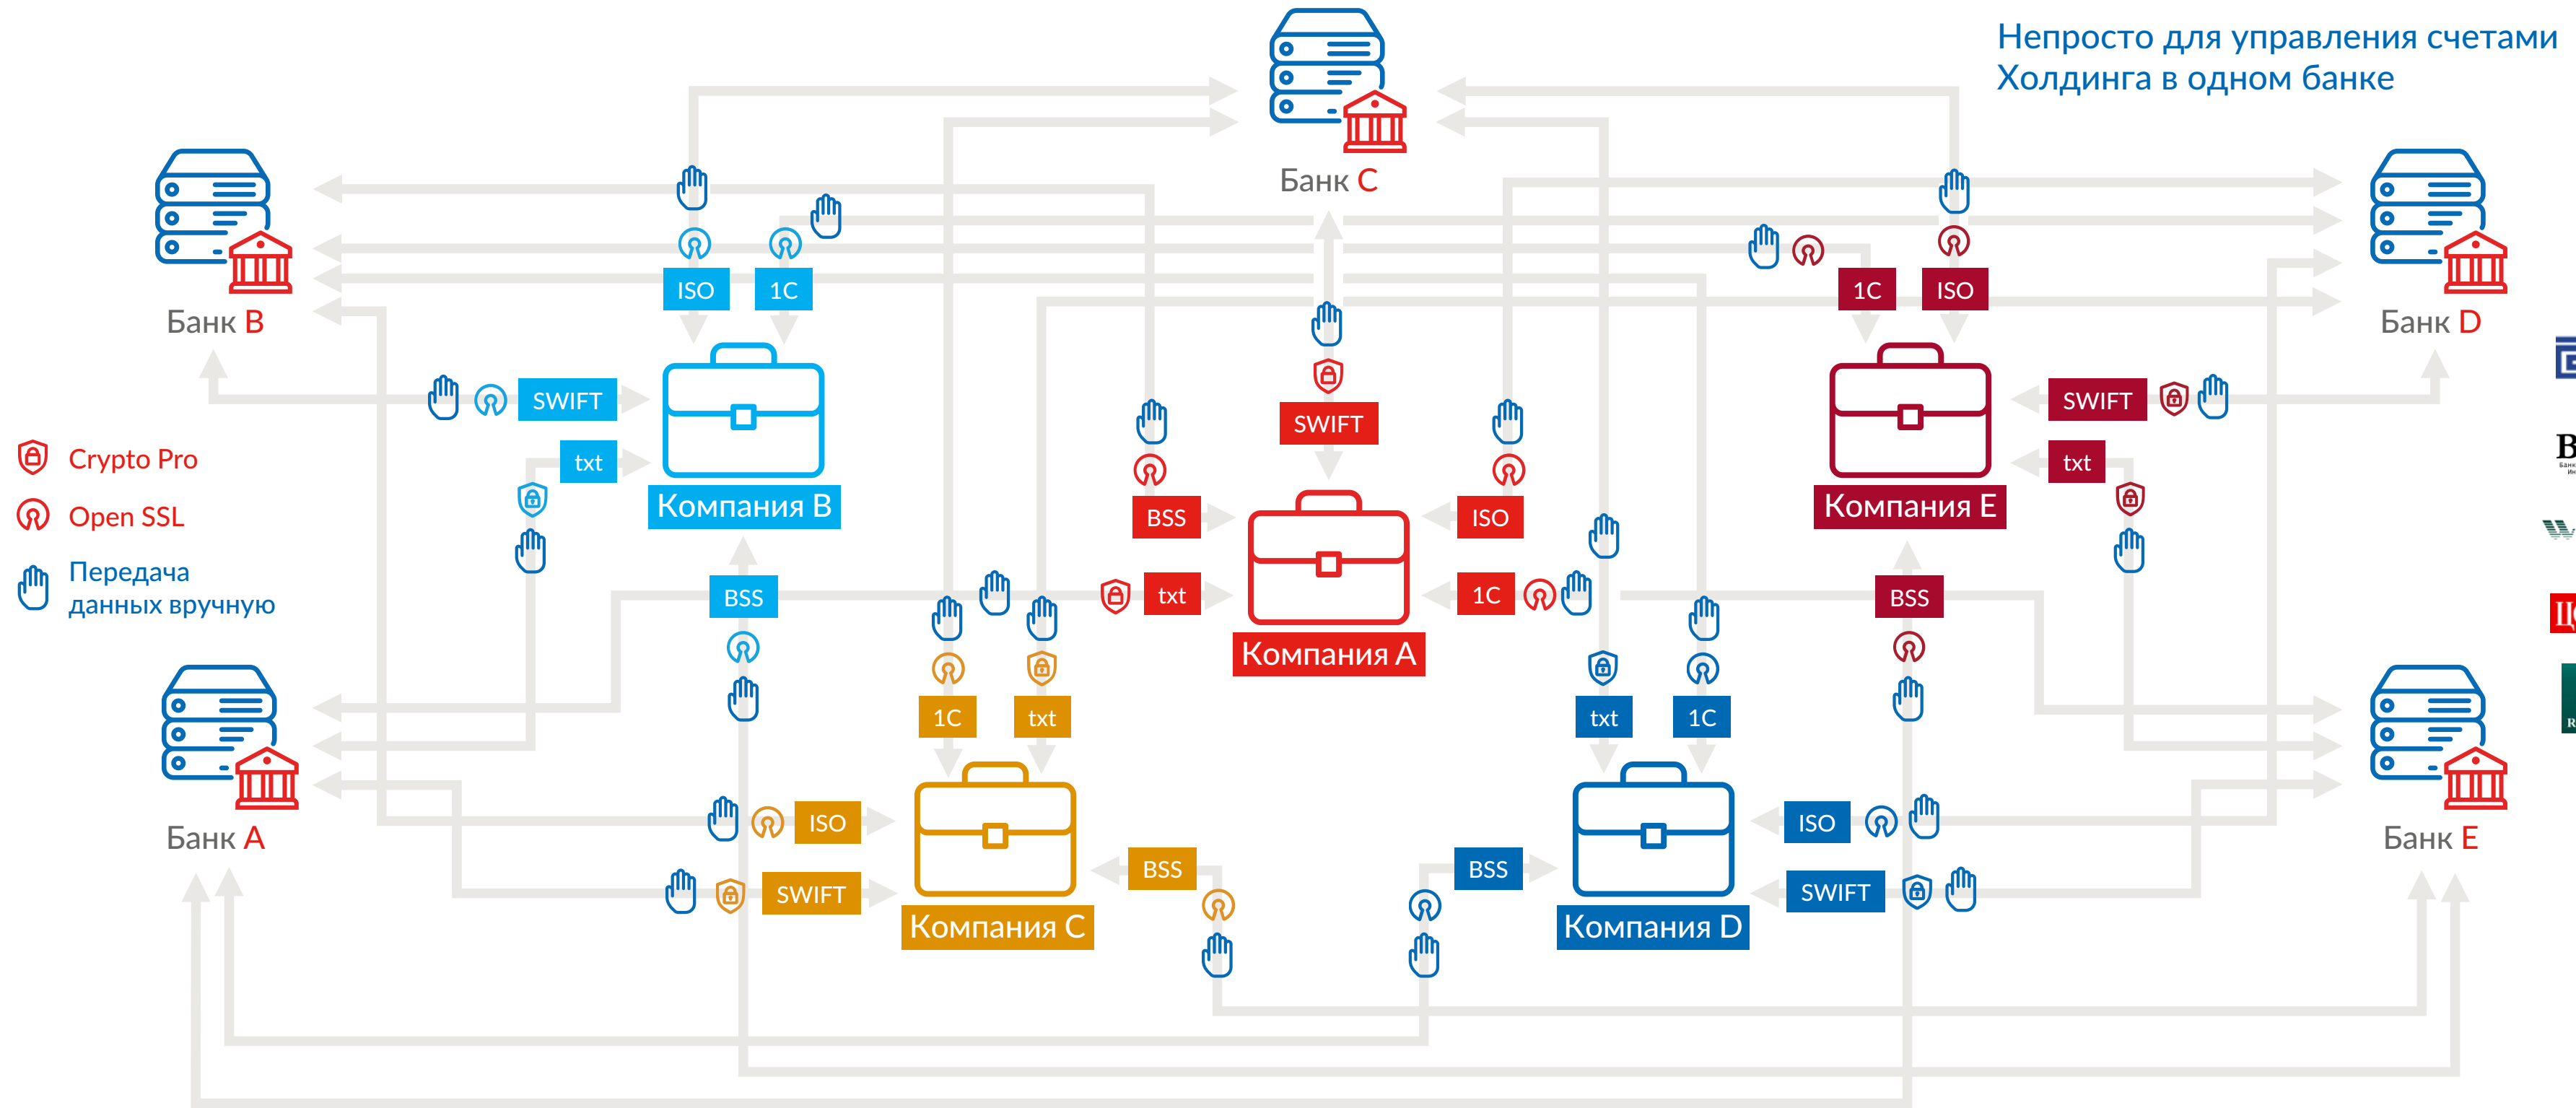 Непросто для управления счетами
Холдинга в одном банке
Банк C
Банк B
Банк D
ISO
1C
1C
ISO
SWIFT
txt
Компания B
BSS
SWIFT
BSS
ISO
txt
1C
Компания A
SWIFT
txt
Компания E
BSS
Crypto Pro
Open SSL
Передача
данных вручную
1C
txt
txt
1C
Банк A
ISO
SWIFT
BSS
Компания C
BSS
ISO
SWIFT
Компания D
Банк E